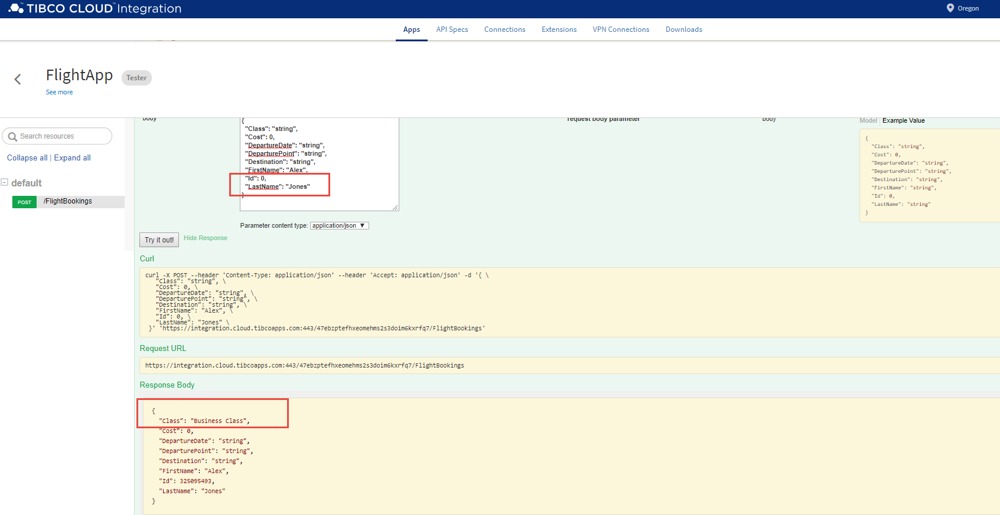 TIBCO CLOUD™ Integration
Oregon
Apps API Specs Connections Extensions VPN Connections Downloads
FlightApp Tester
See more
Search resources
Collapse all | Expand all
default
POST /FlightBookings
body
{
"Class": "string",
"Cost": 0,
"DepartureDate": "string",
"DeparturePoint": "string",
"Destination": "string",
"FirstName": "Alex",
"Id": 0,
"LastName": "Jones"
}
request body parameter
body
Model Example Value
{
"Class": "string",
"Cost": 0,
"DepartureDate": "string",
"DeparturePoint": "string",
"Destination": "string",
"FirstName": "string",
"Id": 0,
"LastName": "string"
}
Parameter content type: application/json
Try it out! Hide Response
Curl
curl -X POST --header 'Content-Type: application/json' --header 'Accept: application/json' -d '{ \
"Class": "string", \
"Cost": 0, \
"DepartureDate": "string", \
"DeparturePoint": "string", \
"Destination": "string", \
"FirstName": "Alex", \
"Id": 0, \
"LastName": "Jones" \
}' 'https://integration.cloud.tibcoapps.com:443/47ebzptefhxeomehms2s3doim6kxrfq7/FlightBookings'
Request URL
https://integration.cloud.tibcoapps.com:443/47ebzptefhxeomehms2s3doim6kxrfq7/FlightBookings
Response Body
{
"Class": "Business Class",
"Cost": 0,
"DepartureDate": "string",
"DeparturePoint": "string",
"Destination": "string",
"FirstName": "Alex",
"Id": 325095493,
"LastName": "Jones"
}